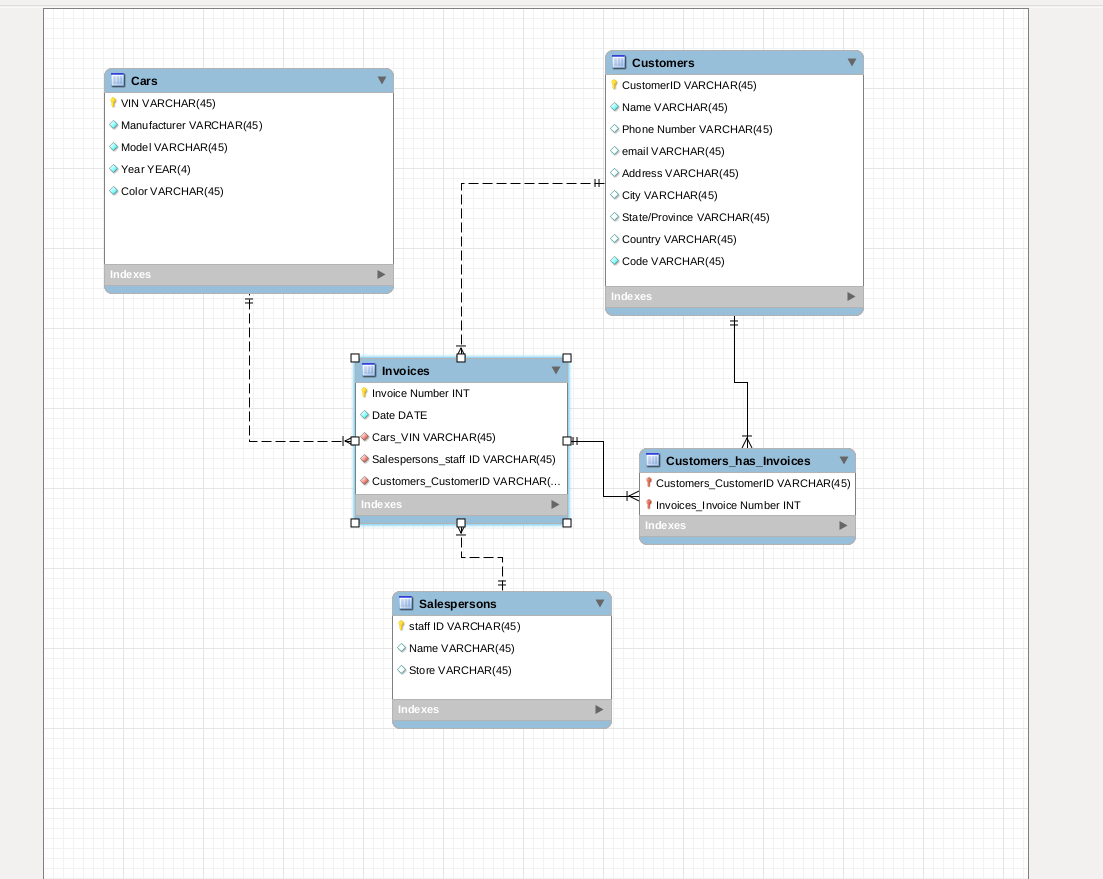 Cars
VIN VARCHAR(45)
Manufacturer VARCHAR(45)
Model VARCHAR(45)
Year YEAR(4)
Color VARCHAR(45)
Indexes
Customers
CustomerID VARCHAR(45)
Name VARCHAR(45)
Phone Number VARCHAR(45)
email VARCHAR(45)
Address VARCHAR(45)
City VARCHAR(45)
State/Province VARCHAR(45)
Country VARCHAR(45)
Code VARCHAR(45)
Indexes
Invoices
Invoice Number INT
Date DATE
Cars_VIN VARCHAR(45)
Salespersons_staff ID VARCHAR(45)
Customers_CustomerID VARCHAR(...
Indexes
Customers_has_Invoices
Customers_CustomerID VARCHAR(45)
Invoices_Invoice Number INT
Indexes
Salespersons
staff ID VARCHAR(45)
Name VARCHAR(45)
Store VARCHAR(45)
Indexes